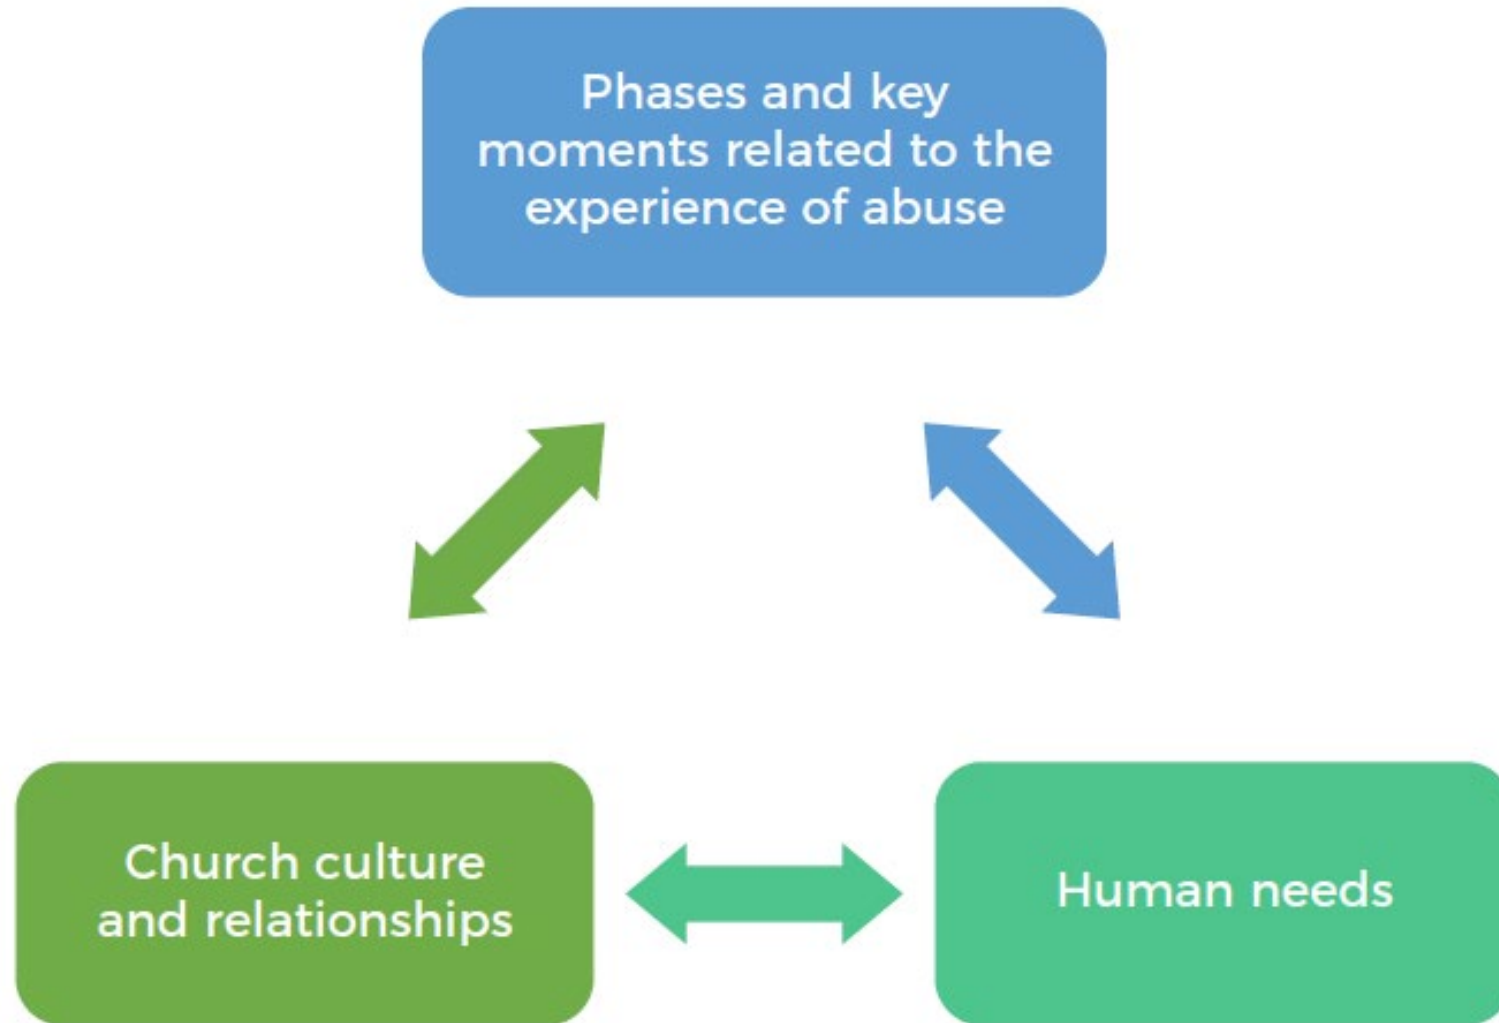 Phases and key
moments related to the
experience of abuse
Church culture
and relationships
Human needs